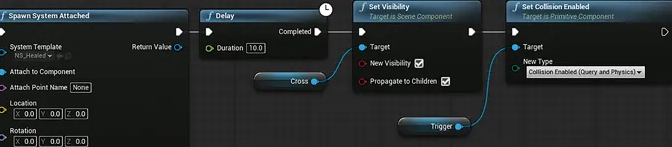 Spawn System Attached
System Template
NS_Healed
Return Value
Attach to Component
Attach Point Name None
Location
X 0.0 Y 0.0 Z 0.0
Rotation
X 0.0 Y 0.0 Z 0.0
Delay
Completed
Duration 10.0
Cross
Set Visibility
Target is Scene Component
Target
New Visibility
Propagate to Children
Trigger
Set Collision Enabled
Target is Primitive Component
Target
New Type
Collision Enabled (Query and Physics)